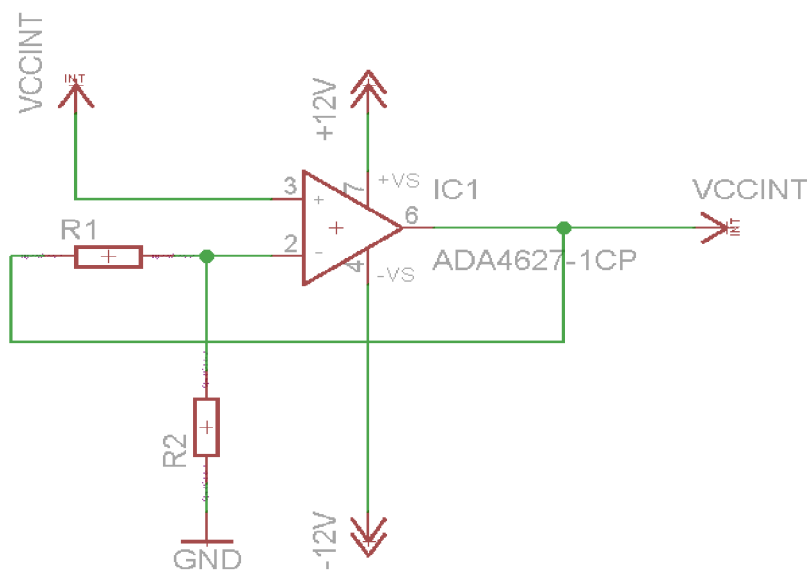 VCCINT
INT
+12V
3
+
7
+VS
IC1
6
VCCINT
INT
R1
2
-
4
-VS
ADA4627-1CP
R2
GND
-12V